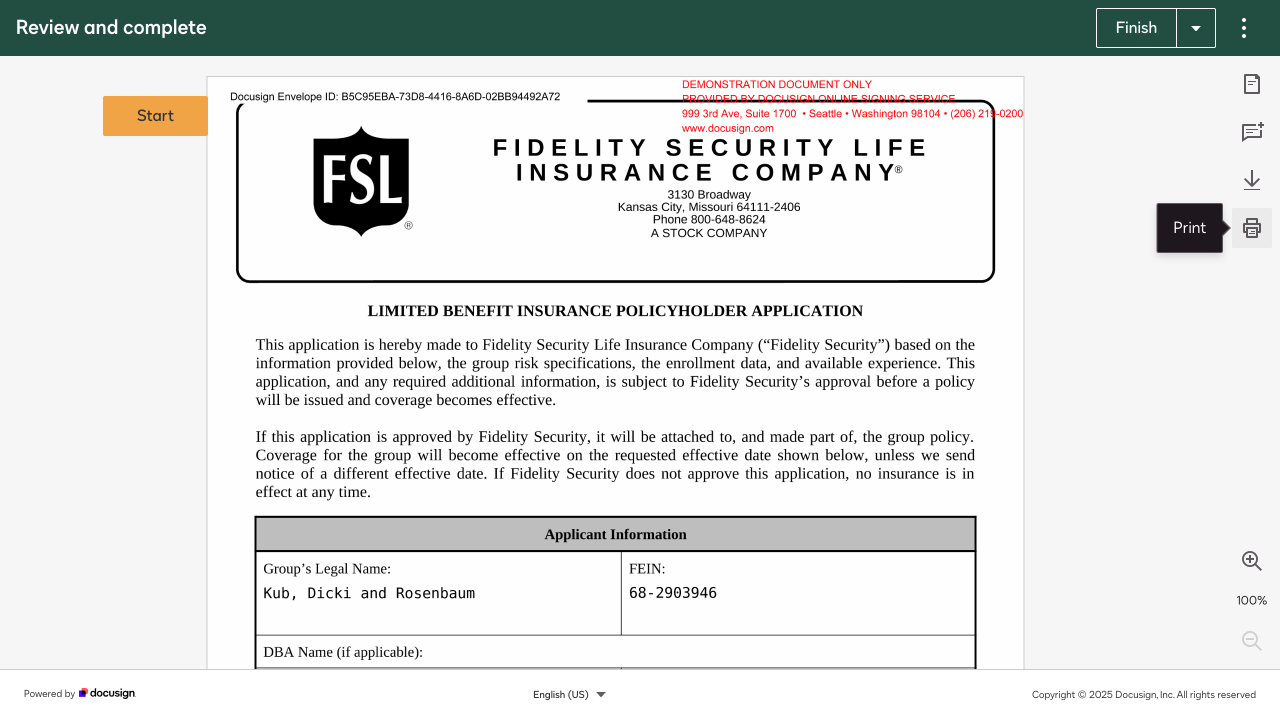 Review and complete
Finish
Start
Docusign Envelope ID: B5C95EBA-73D8-4416-8A6D-02BB94492A72
DEMONSTRATION DOCUMENT ONLY
PROVIDED BY DOCUSIGN ONLINE SIGNING SERVICE
999 3rd Ave, Suite 1700 • Seattle • Washington 98104 • (206) 219-0200
www.docusign.com
FSL®
FIDELITY SECURITY LIFE
INSURANCE COMPANY®
3130 Broadway
Kansas City, Missouri 64111-2406
Phone 800-648-8624
A STOCK COMPANY
Print
LIMITED BENEFIT INSURANCE POLICYHOLDER APPLICATION
This application is hereby made to Fidelity Security Life Insurance Company (“Fidelity Security”) based on the
information provided below, the group risk specifications, the enrollment data, and available experience. This
application, and any required additional information, is subject to Fidelity Security’s approval before a policy
will be issued and coverage becomes effective.
If this application is approved by Fidelity Security, it will be attached to, and made part of, the group policy.
Coverage for the group will become effective on the requested effective date shown below, unless we send
notice of a different effective date. If Fidelity Security does not approve this application, no insurance is in
effect at any time.
Applicant Information
Group’s Legal Name:
Kub, Dicki and Rosenbaum
FEIN:
68-2903946
DBA Name (if applicable):
100%
Powered by docusign
English (US)
Copyright © 2025 Docusign, Inc. All rights reserved